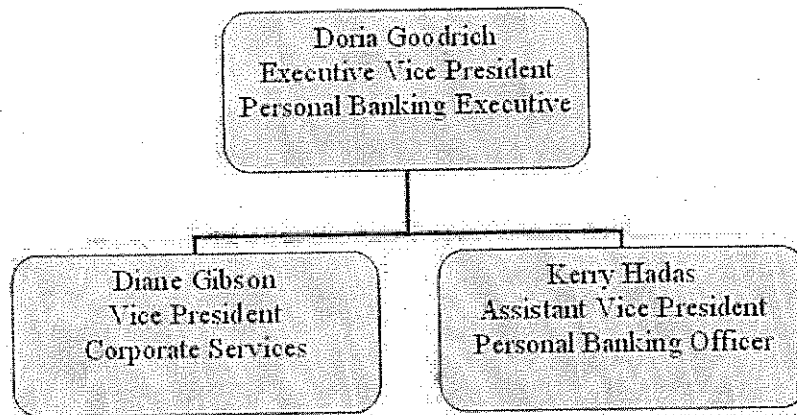 Doria Goodrich
Executive Vice President
Personal Banking Executive
Diane Gibson
Vice President
Corporate Services
Kerry Hadas
Assistant Vice President
Personal Banking Officer